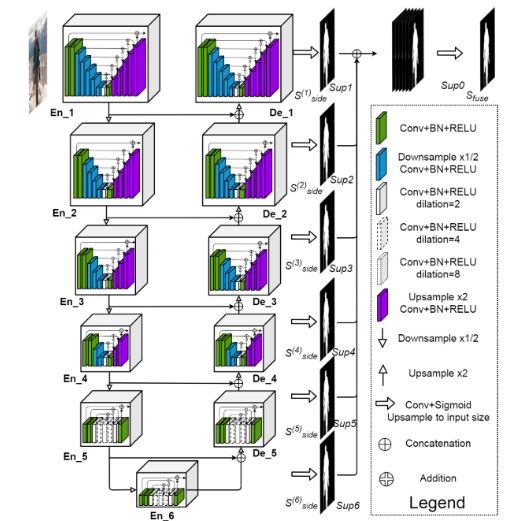 S(1)side
Sup1
Sup0
Sfuse
En_1
De_1
S(2)side
Sup2
En_2
De_2
S(3)side
Sup3
En_3
De_3
S(4)side
Sup4
En_4
De_4
S(5)side
Sup5
En_5
De_5
S(6)side
Sup6
En_6
Conv+BN+RELU
Downsample x1/2
Conv+BN+RELU
Conv+BN+RELU
dilation=2
Conv+BN+RELU
dilation=4
Conv+BN+RELU
dilation=8
Upsample x2
Conv+BN+RELU
Downsample x1/2
Upsample x2
Conv+Sigmoid
Upsample to input size
Concatenation
Addition
Legend